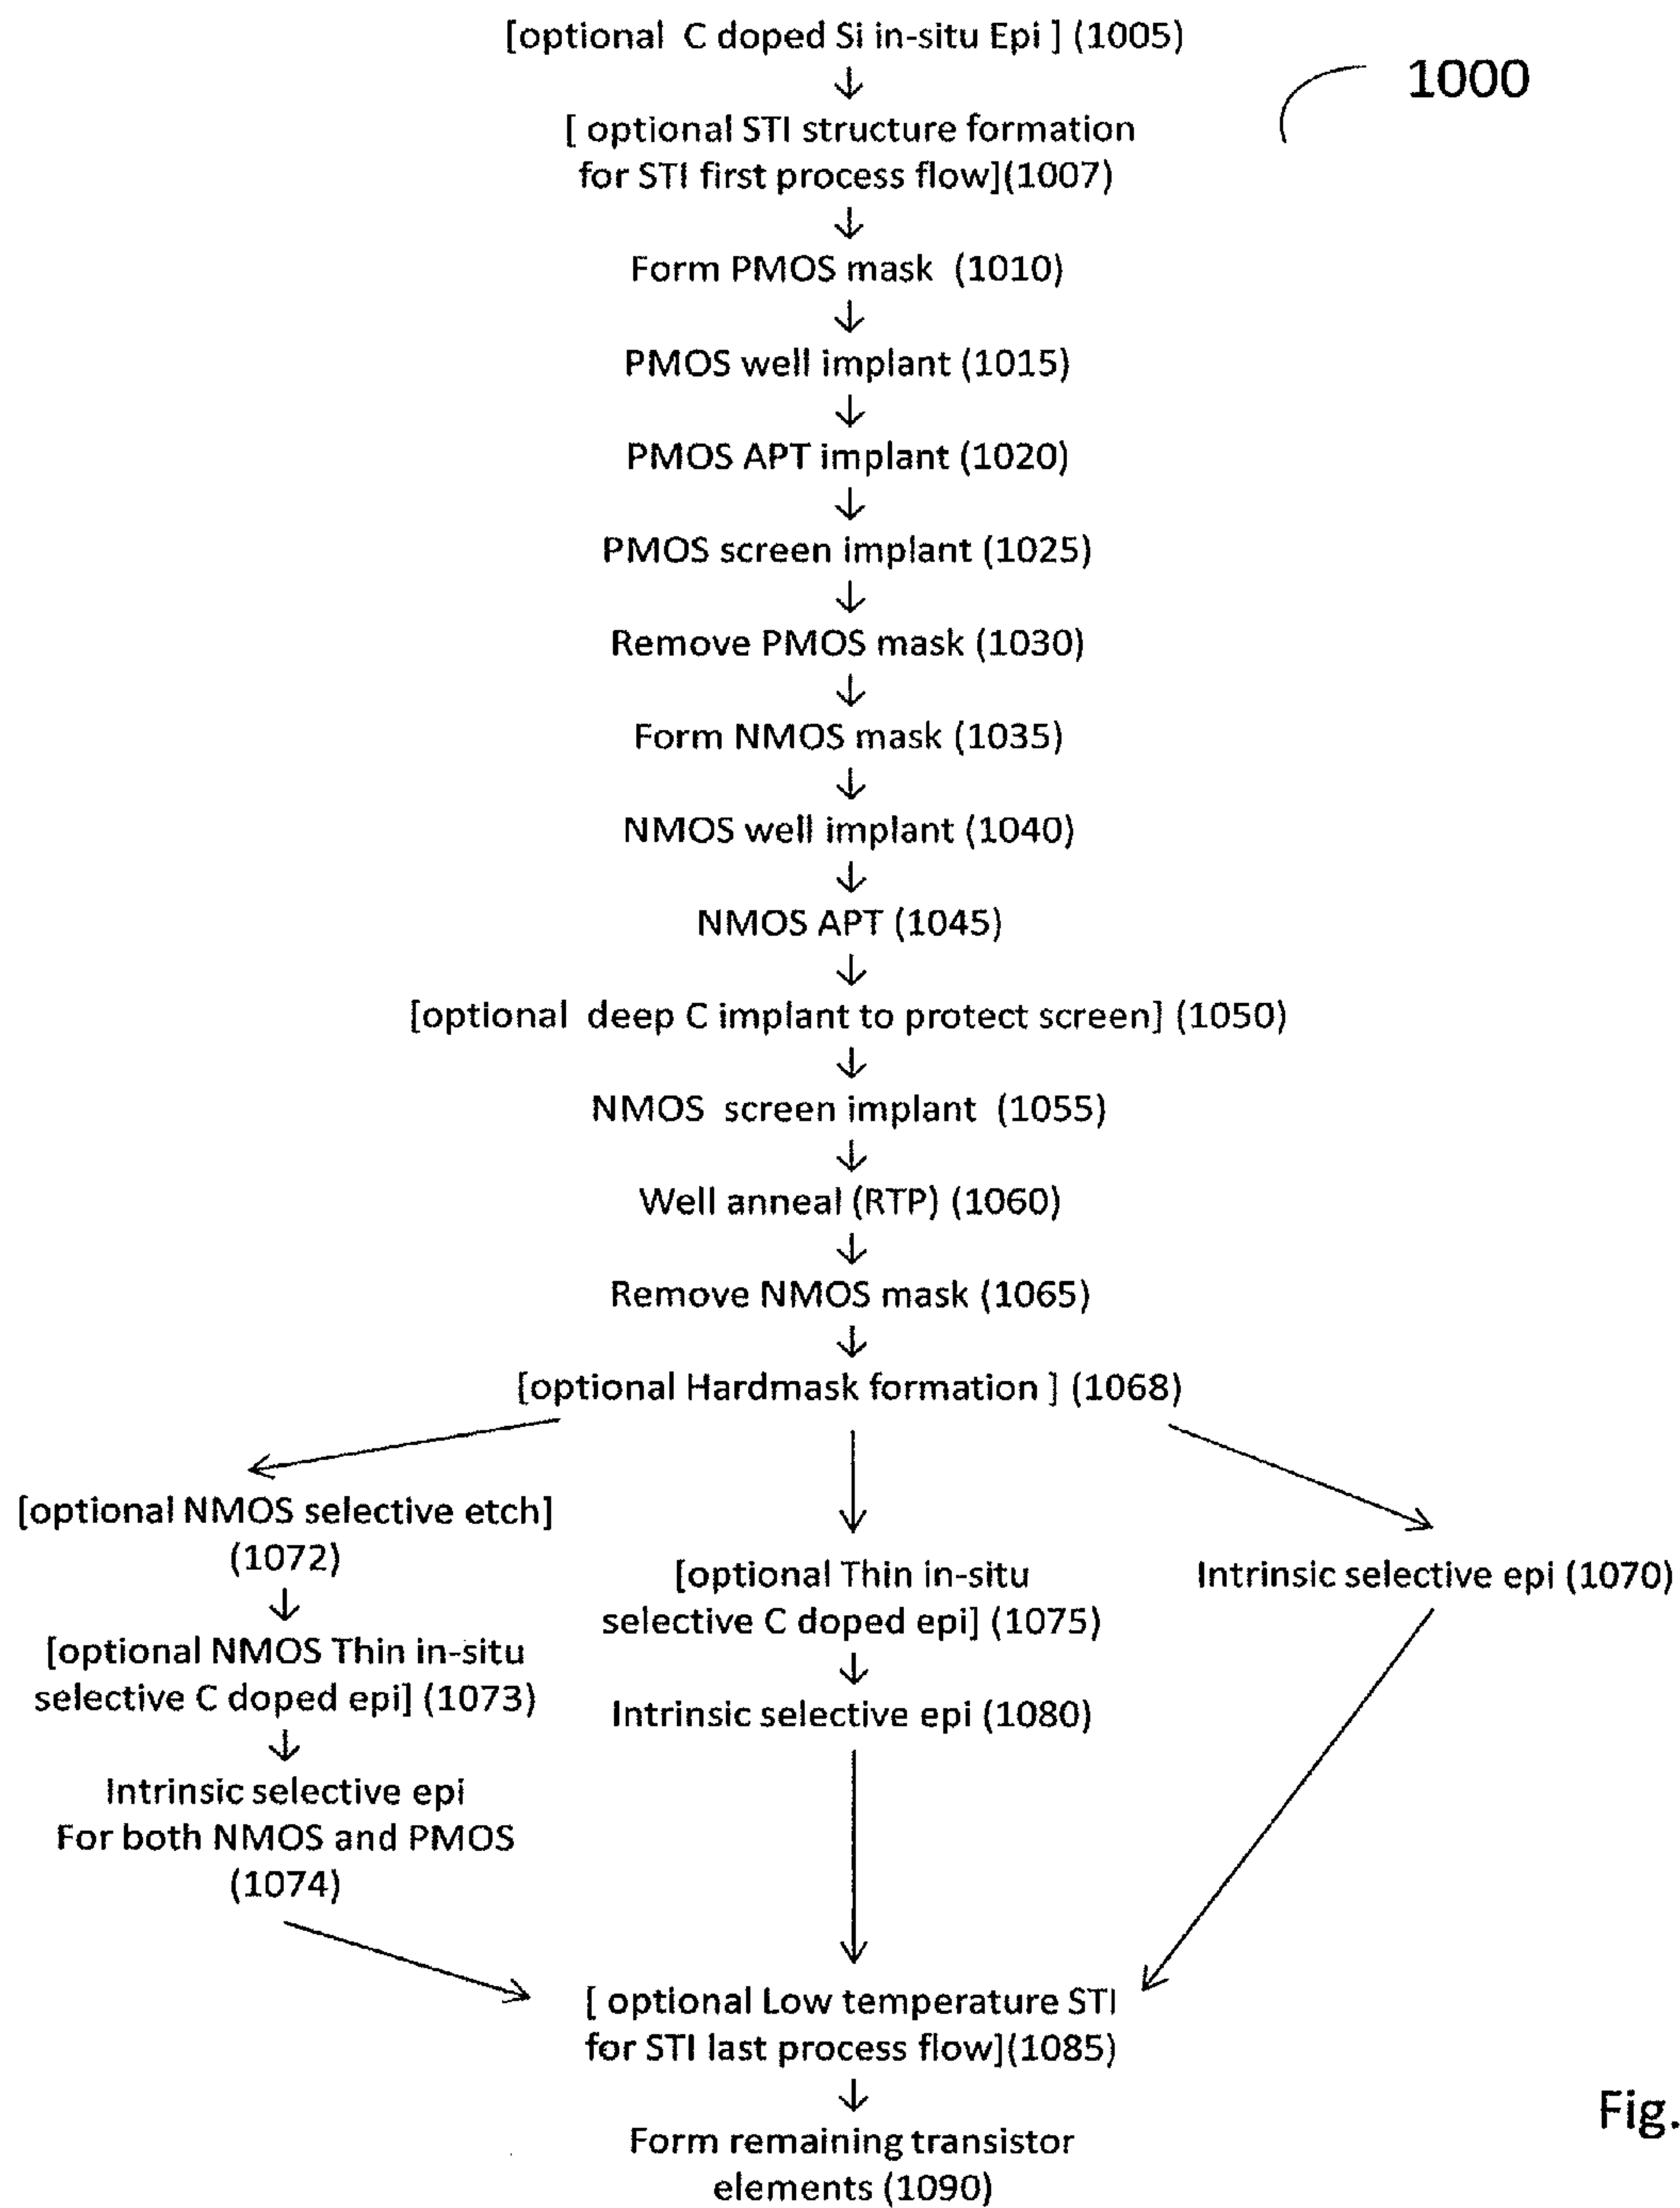 [optional C doped Si in-situ Epi ] (1005)
1000
[ optional STI structure formation
for STI first process flow](1007)
Form PMOS mask (1010)
PMOS well implant (1015)
PMOS APT implant (1020)
PMOS screen implant (1025)
Remove PMOS mask (1030)
Form NMOS mask (1035)
NMOS well implant (1040)
NMOS APT (1045)
[optional deep C implant to protect screen] (1050)
NMOS screen implant (1055)
Well anneal (RTP) (1060)
Remove NMOS mask (1065)
[optional Hardmask formation ] (1068)
[optional NMOS selective etch]
(1072)
[optional NMOS Thin in-situ
selective C doped epi] (1073)
Intrinsic selective epi
For both NMOS and PMOS
(1074)
[optional Thin in-situ
selective C doped epi] (1075)
Intrinsic selective epi (1080)
Intrinsic selective epi (1070)
[ optional Low temperature STI
for STI last process flow](1085)
Form remaining transistor
elements (1090)
Fig.